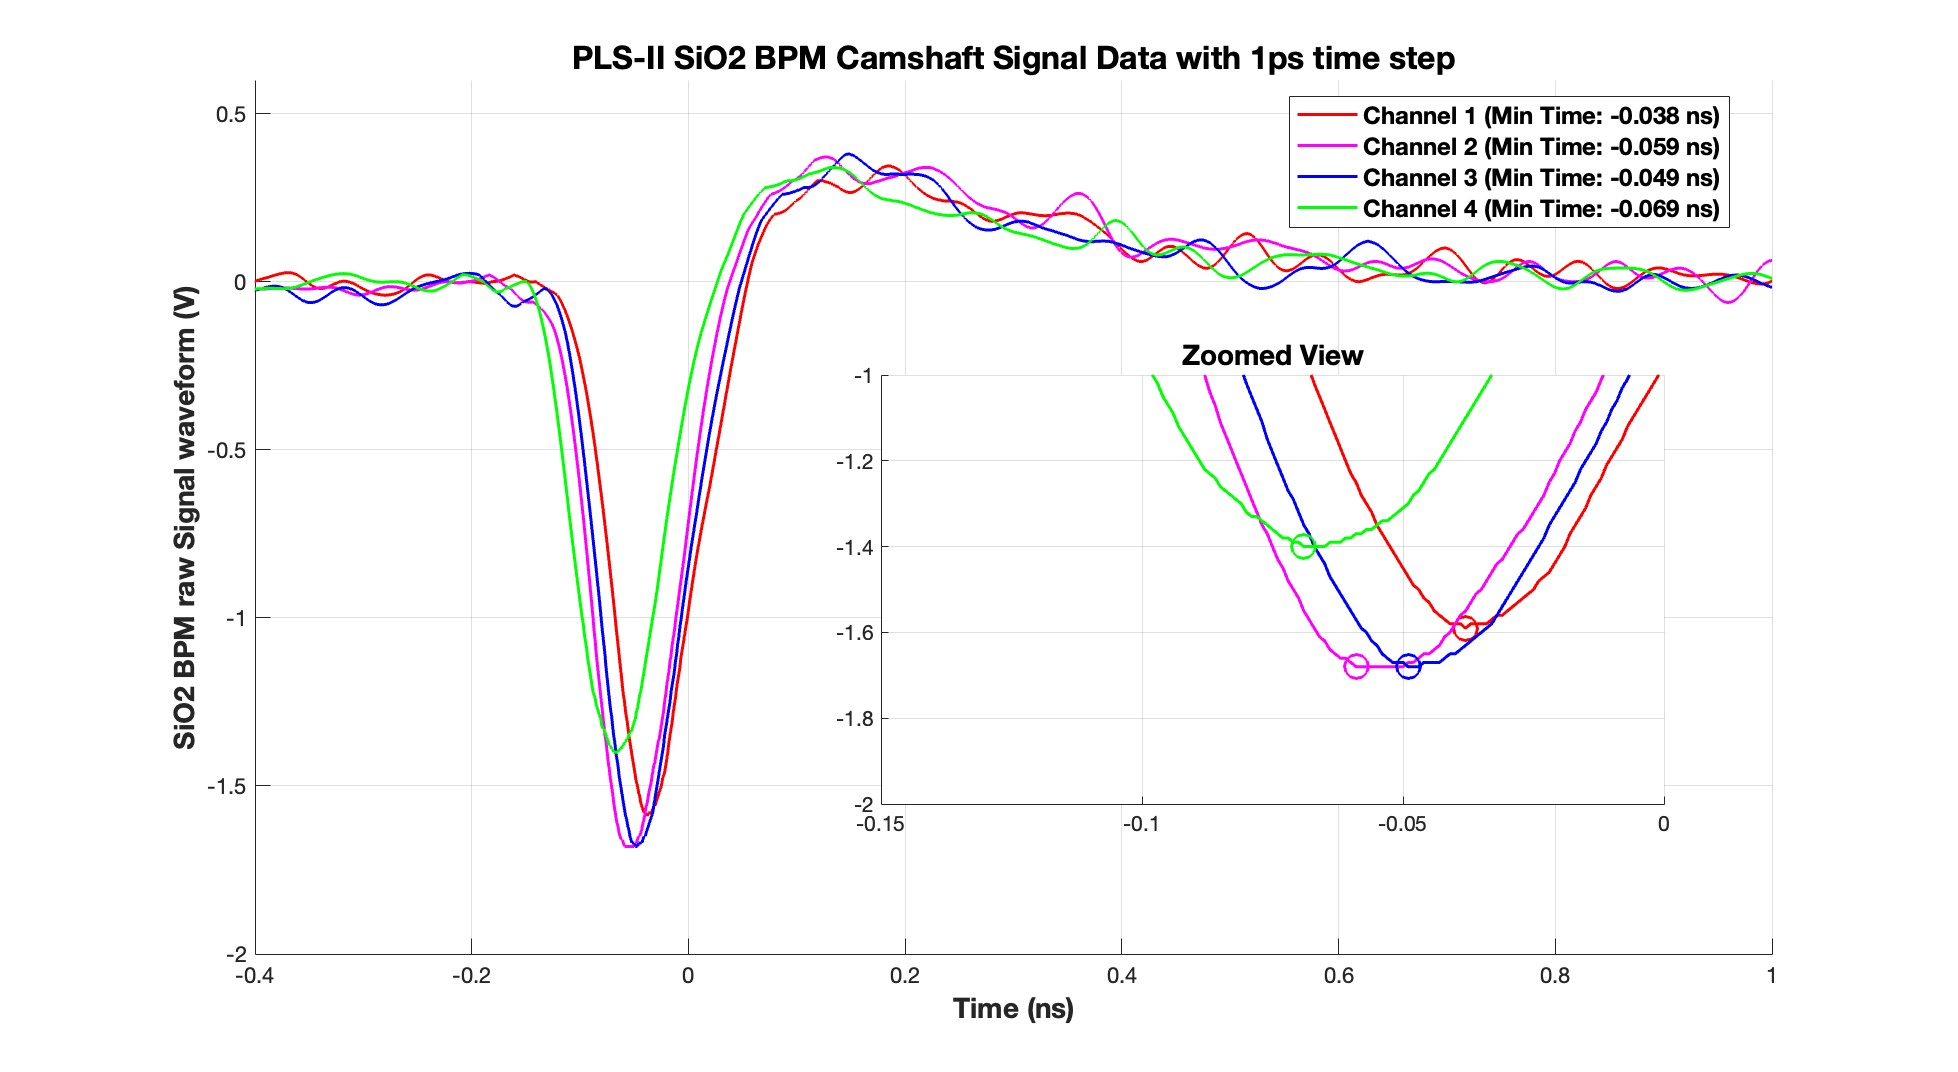 PLS-II SiO2 BPM Camshaft Signal Data with 1ps time step
Channel 1 (Min Time: -0.038 ns)
Channel 2 (Min Time: -0.059 ns)
Channel 3 (Min Time: -0.049 ns)
Channel 4 (Min Time: -0.069 ns)
SiO2 BPM raw Signal waveform (V)
0.5
0
-0.5
-1
-1.5
-2
Zoomed View
-1
-1.2
-1.4
-1.6
-1.8
-2
-0.15 -0.1 -0.05 0
-0.4 -0.2 0 0.2 0.4 0.6 0.8 1
Time (ns)